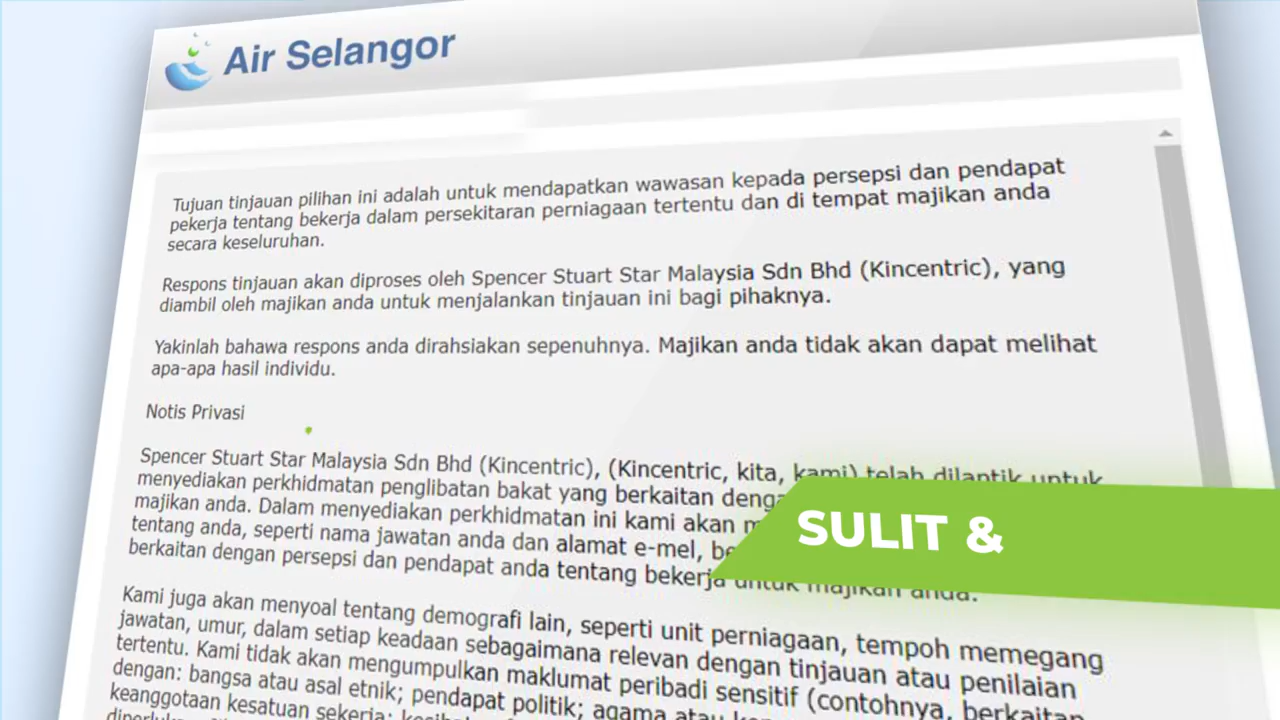 Air Selangor
Tujuan tinjauan pilihan ini adalah untuk mendapatkan wawasan kepada persepsi dan pendapat
pekerja tentang bekerja dalam persekitaran perniagaan tertentu dan di tempat majikan anda
secara keseluruhan.
Respons tinjauan akan diproses oleh Spencer Stuart Star Malaysia Sdn Bhd (Kincentric), yang
diambil oleh majikan anda untuk menjalankan tinjauan ini bagi pihaknya.
Yakinlah bahawa respons anda dirahsiakan sepenuhnya. Majikan anda tidak akan dapat melihat
apa-apa hasil individu.
Notis Privasi
Spencer Stuart Star Malaysia Sdn Bhd (Kincentric), (Kincentric, kita, kami) telah dilantik untuk
menyediakan perkhidmatan penglibatan bakat yang berkaitan
majikan anda. Dalam menyediakan perkhidmatan ini kami akan
tentang anda, seperti nama jawatan anda dan alamat e-mel,
berkaitan dengan persepsi dan pendapat anda tentang bekerja untuk majikan anda.
SULIT &
Kami juga akan menyoal tentang demografi lain, seperti unit perniagaan, tempoh memegang
jawatan, umur, dalam setiap keadaan sebagaimana relevan dengan tinjauan atau penilaian
tertentu. Kami tidak akan mengumpulkan maklumat peribadi sensitif (contohnya, berkaitan
dengan: bangsa atau asal etnik; pendapat politik; agama atau
keanggotaan kesatuan sekerja;